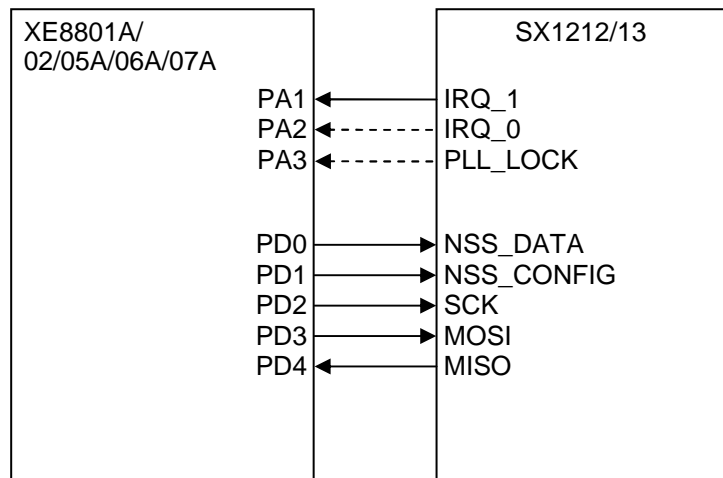 XE8801A/
02/05A/06A/07A
SX1212/13
PA1 IRQ_1
PA2 IRQ_0
PA3 PLL_LOCK
PD0 NSS_DATA
PD1 NSS_CONFIG
PD2 SCK
PD3 MOSI
PD4 MISO